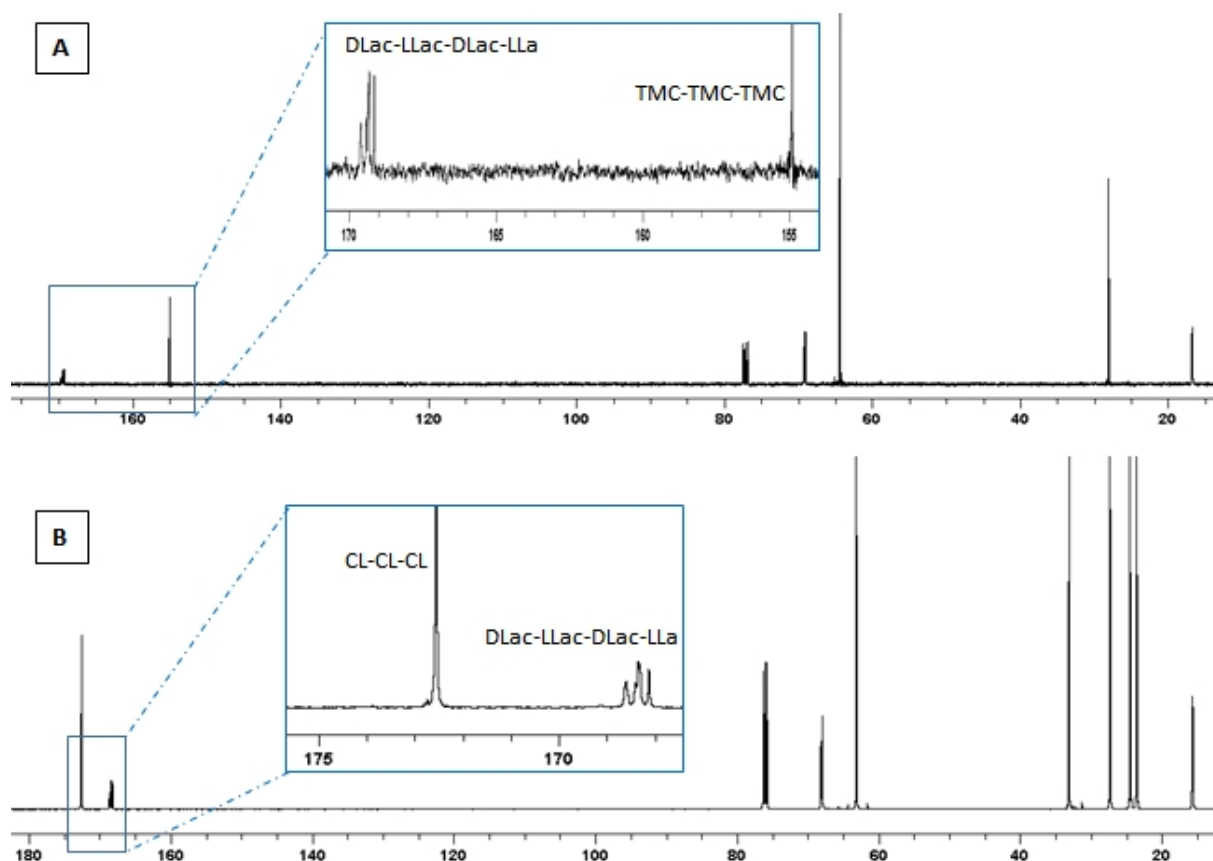 A
DLac-LLac-DLac-LLa
TMC-TMC-TMC
170 165 160 155
160 140 120 100 80 60 40 20
B
CL-CL-CL
DLac-LLac-DLac-LLa
175 170
180 160 140 120 100 80 60 40 20